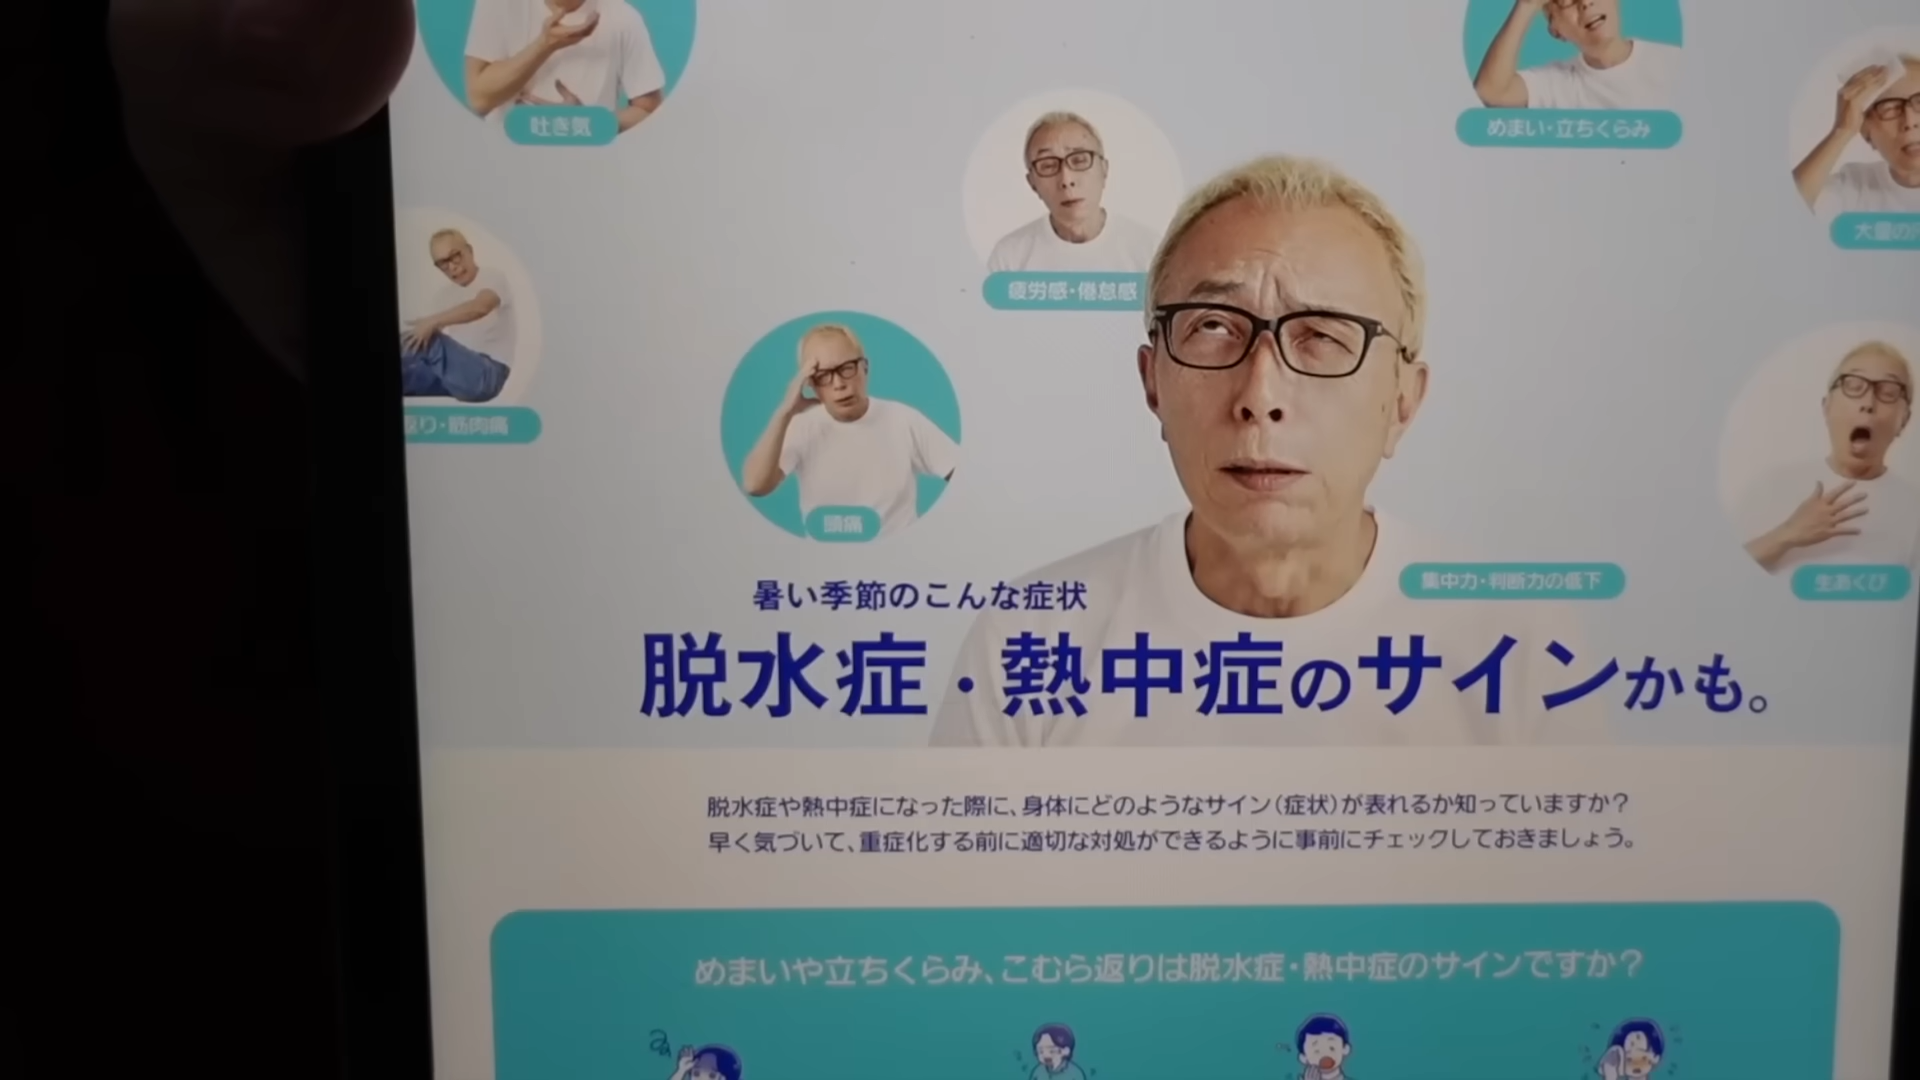 吐き気
めまい・立ちくらみ
大量の
疲労感・倦怠感
返り・筋肉痛
頭痛
集中力・判断力の低下
生あくび
暑い季節のこんな症状
脱水症・熱中症のサインかも。
脱水症や熱中症になった際に、身体にどのようなサイン(症状)が表れるか知っていますか?
早く気づいて、重症化する前に適切な対処ができるように事前にチェックしておきましょう。
めまいや立ちくらみ、こむら返りは脱水症・熱中症のサインですか?